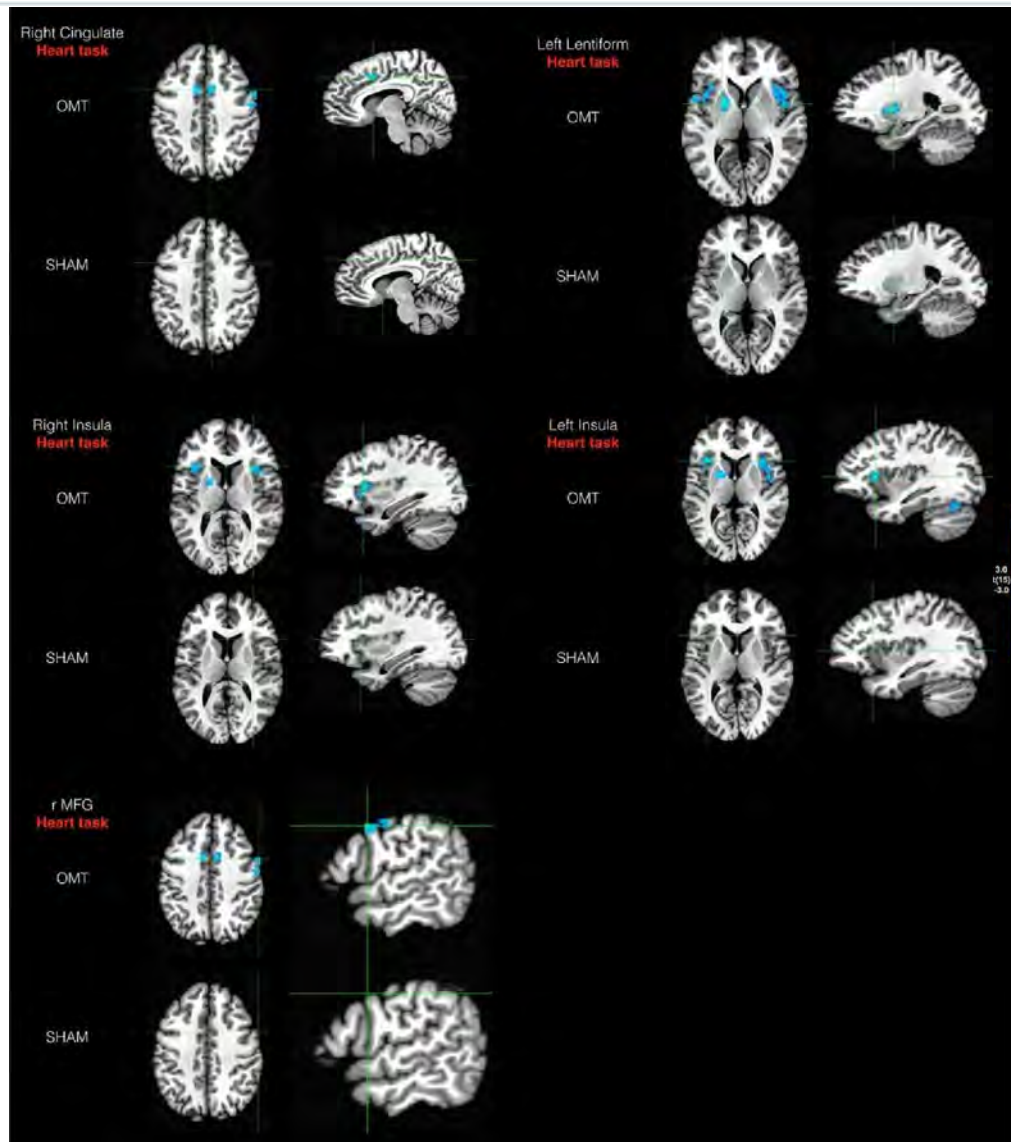 Right Cingulate
Heart task
OMT
SHAM
Left Lentiform
Heart task
OMT
SHAM
Right Insula
Heart task
OMT
SHAM
Left Insula
Heart task
OMT
SHAM
3.0
t(15)
-3.0
r MFG
Heart task
OMT
SHAM